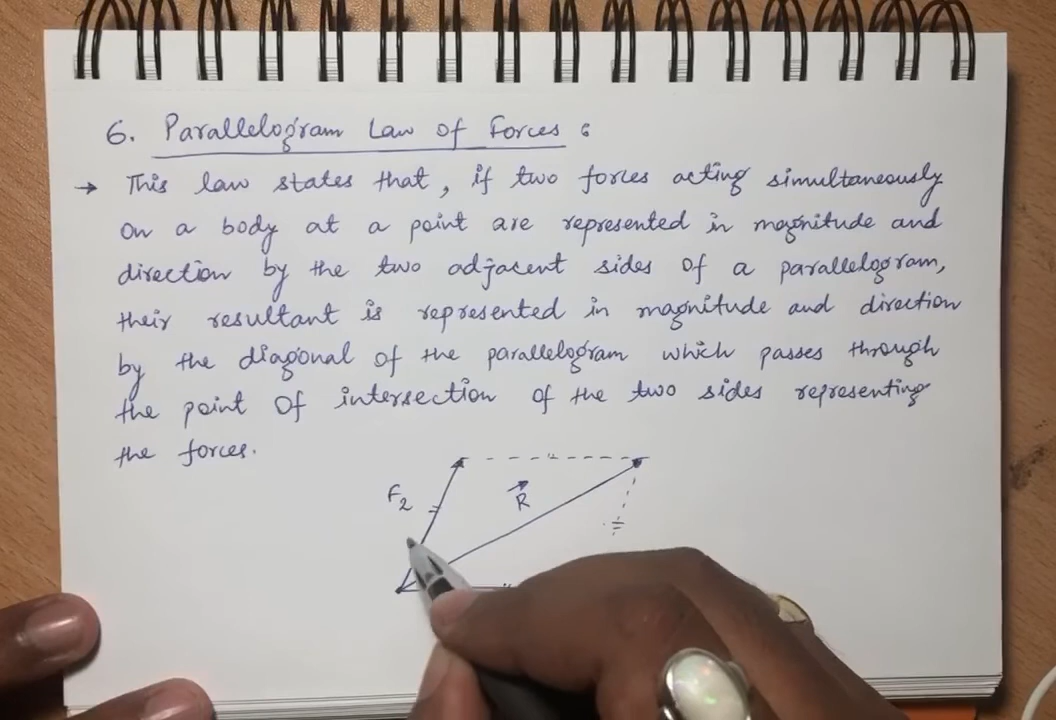 6. Parallelogram Law of Forces :
→ This law states that, if two forces acting simultaneously
on a body at a point are represented in magnitude and
direction by the two adjacent sides of a parallelogram,
their resultant is represented in magnitude and direction
by the diagonal of the parallelogram which passes through
the point of intersection of the two sides representing
the forces.
F2
R